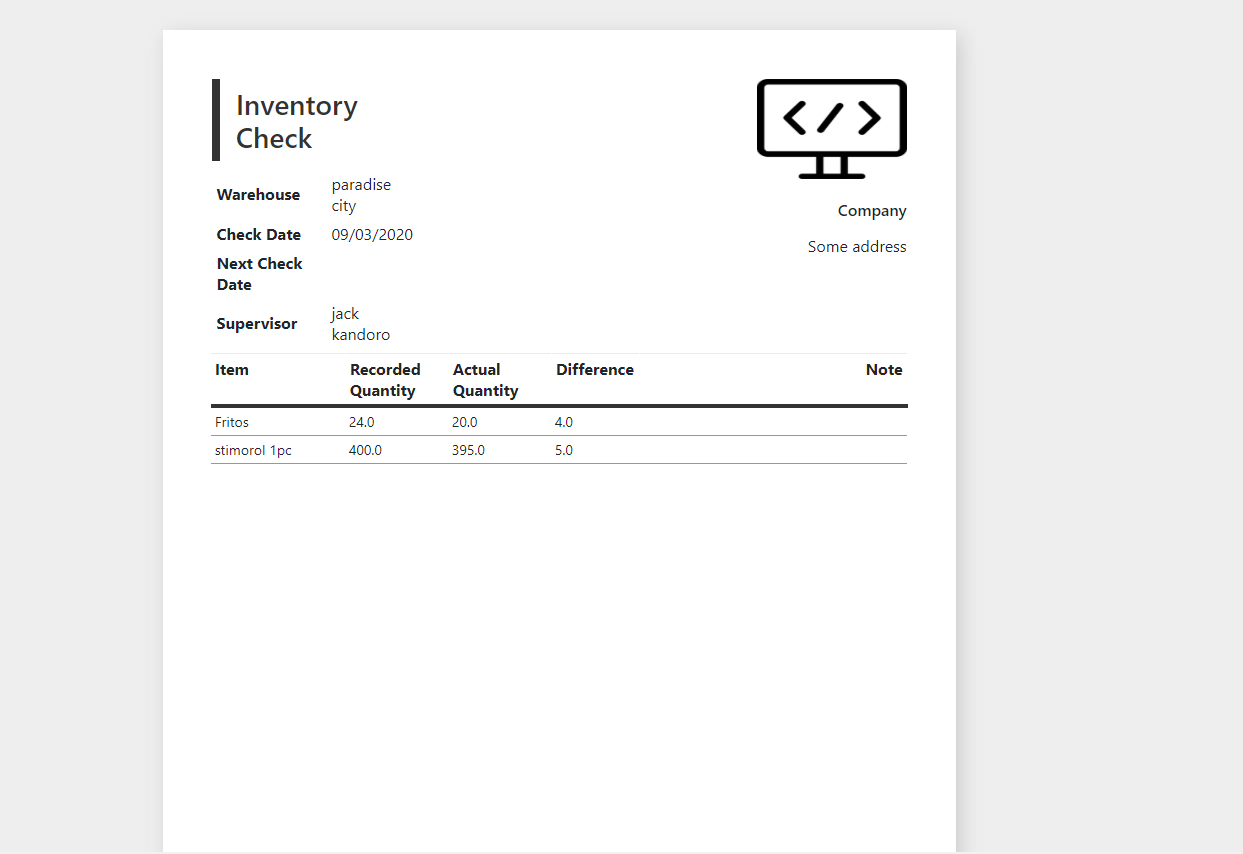 Inventory
Check
Warehouse paradise
city
Check Date 09/03/2020
Next Check
Date
Supervisor jack
kandoro
</>
Company
Some address
Item Recorded Quantity Actual Quantity Difference Note
Fritos 24.0 20.0 4.0
stimorol 1pc 400.0 395.0 5.0